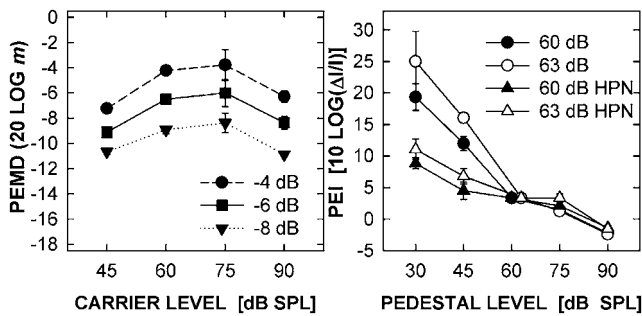 PEMD (20 LOG m)
0
-2
-4
-6
-8
-10
-12
-14
-16
-18
-4 dB
-6 dB
-8 dB
45 60 75 90
CARRIER LEVEL [dB SPL]
PEI [10 LOG(ΔI/I)]
30
25
20
15
10
5
0
-5
60 dB
63 dB
60 dB HPN
63 dB HPN
30 45 60 75 90
PEDESTAL LEVEL [dB SPL]